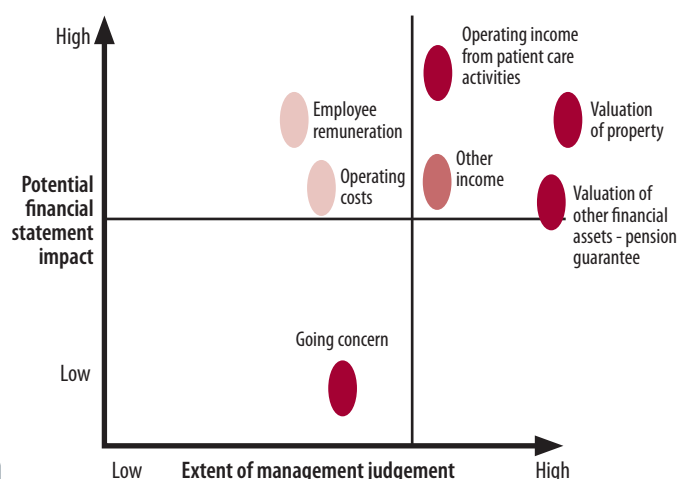 High
Operating income
from patient care
activities
Employee
remuneration
Valuation
of property
Other
income
Operating
costs
Potential
financial
statement
impact
Valuation of
other financial
assets - pension
guarantee
Going concern
Low
Low
Extent of management judgement
High